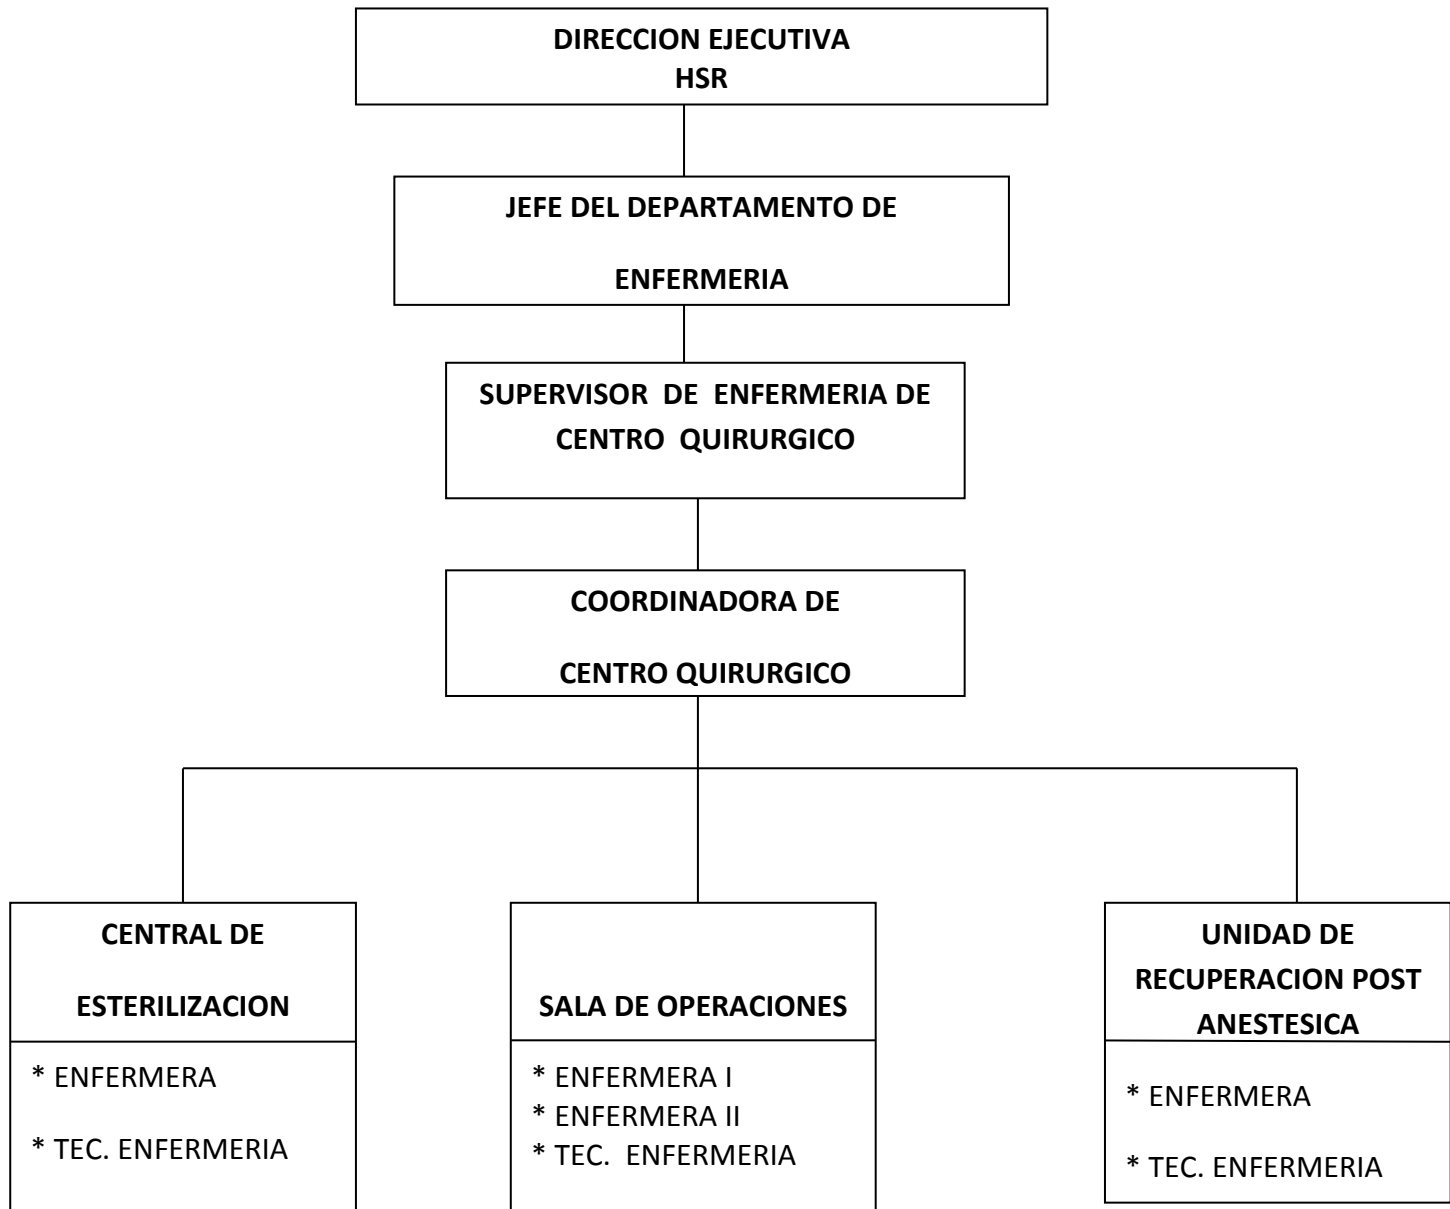 DIRECCION EJECUTIVA
HSR
JEFE DEL DEPARTAMENTO DE
ENFERMERIA
SUPERVISOR DE ENFERMERIA DE
CENTRO QUIRURGICO
COORDINADORA DE
CENTRO QUIRURGICO
CENTRAL DE
ESTERILIZACION
* ENFERMERA
* TEC. ENFERMERIA
SALA DE OPERACIONES
* ENFERMERA I
* ENFERMERA II
* TEC. ENFERMERIA
UNIDAD DE
RECUPERACION POST
ANESTESICA
* ENFERMERA
* TEC. ENFERMERIA